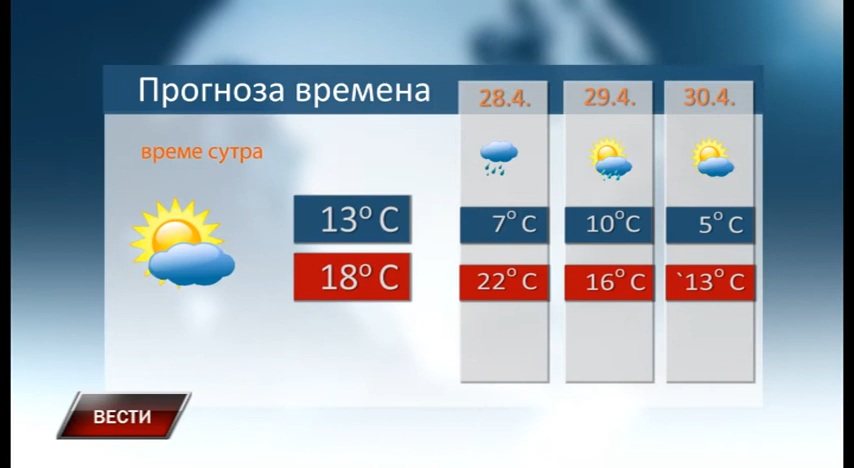 Прогноза времена
време сутра
13° C
18° C
28.4.
7° C
22° C
29.4.
10°C
16° C
30.4.
5° C
`13° C
ВЕСТИ